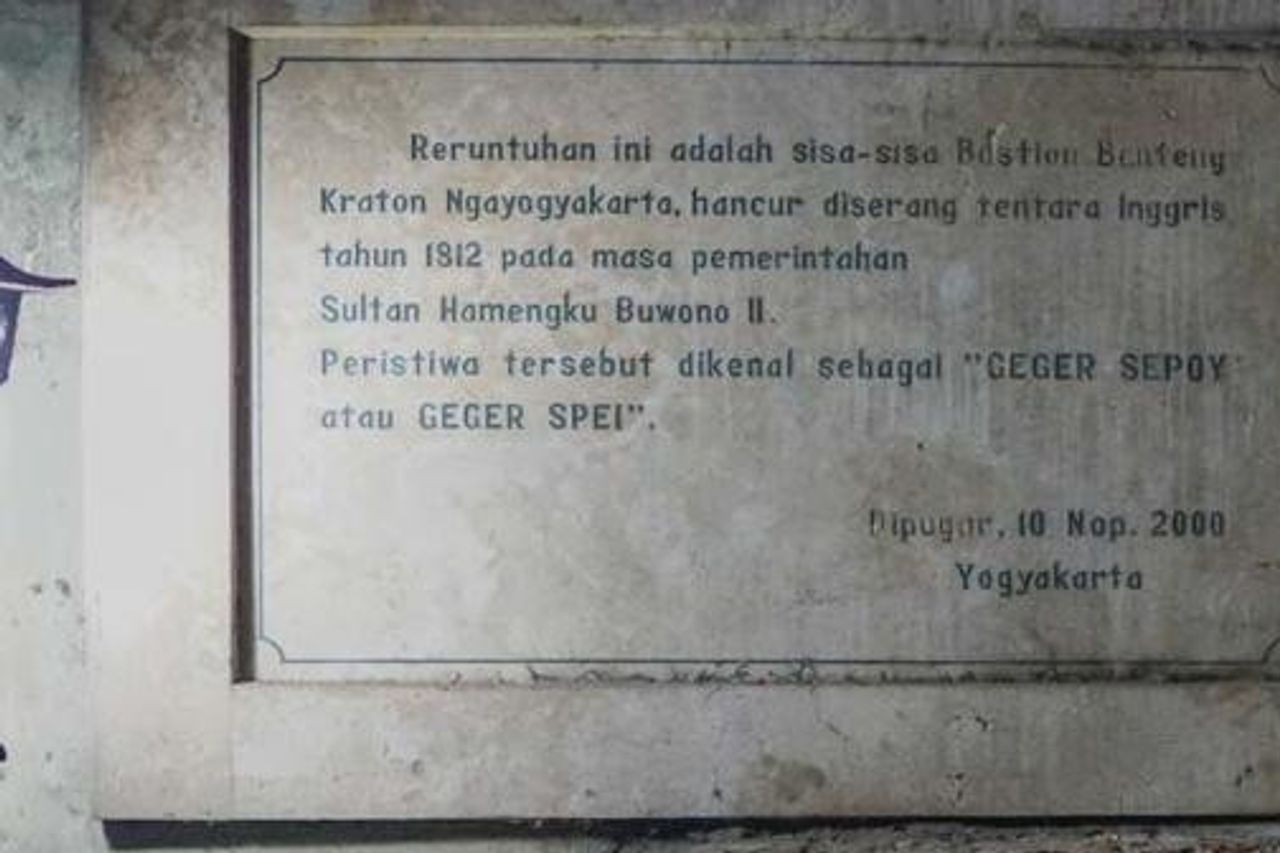 Reruntuhan ini adalah sisa-sisa Bastion Benteng
Kraton Ngayogyakarta, hancur diserang tentara Inggris
tahun 1812 pada masa pemerintahan
Sultan Hamengku Buwono II.
Peristiwa tersebut dikenal sebagai "GEGER SEPOY
atau GEGER SPEI".
Dipugar, 10 Nop. 2000
Yogyakarta